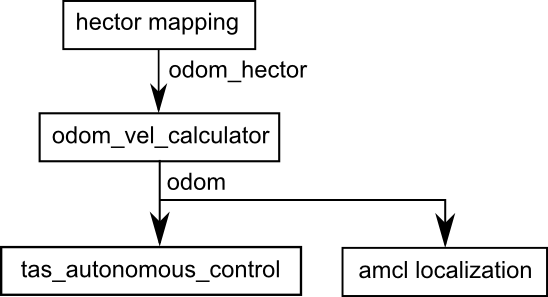 hector mapping
odom_hector
odom_vel_calculator
odom
tas_autonomous_control
amcl localization